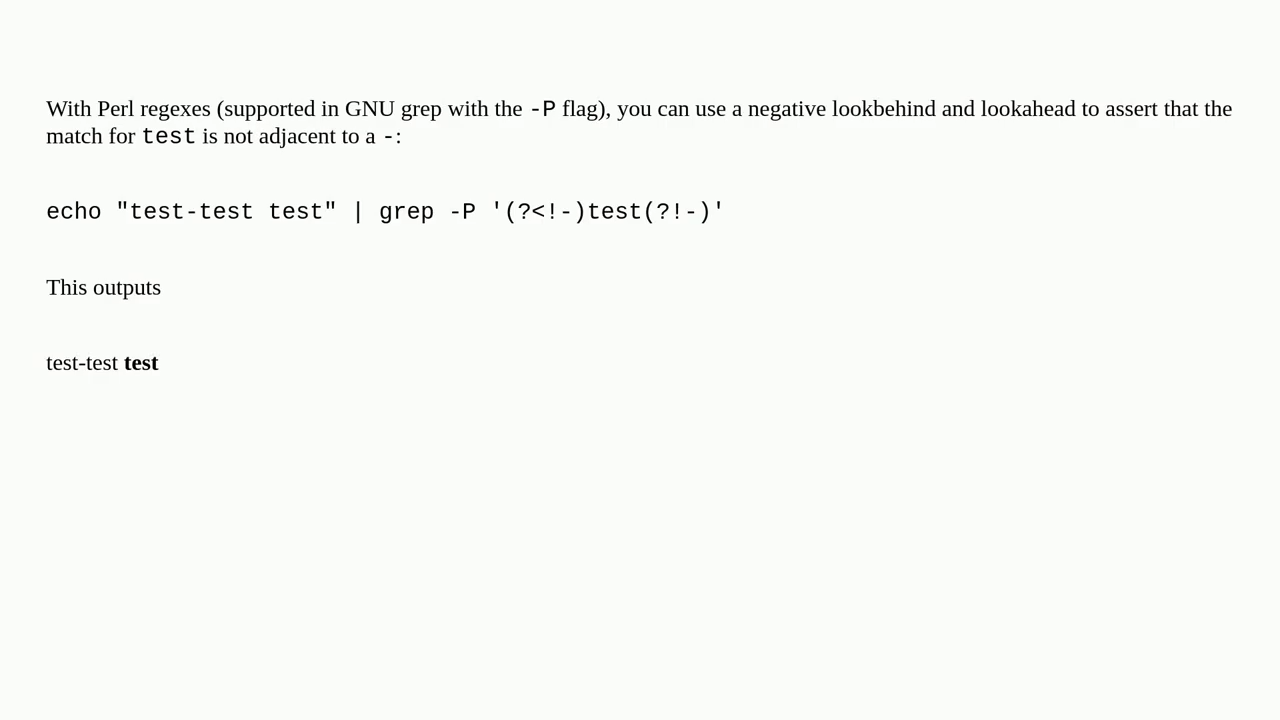 With Perl regexes (supported in GNU grep with the -P flag), you can use a negative lookbehind and lookahead to assert that the
match for test is not adjacent to a -:
echo "test-test test" | grep -P '(?<!-)test(?!-)'
This outputs
test-test test